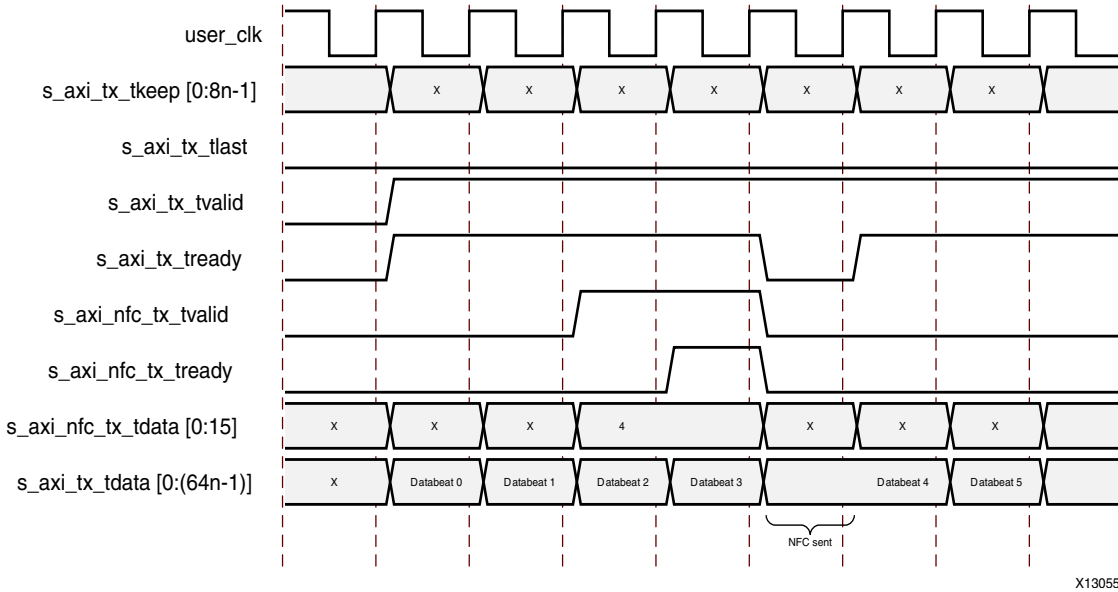 user_clk
s_axi_tx_tkeep [0:8n-1] X X X X X X X
s_axi_tx_tlast
s_axi_tx_tvalid
s_axi_tx_tready
s_axi_nfc_tx_tvalid
s_axi_nfc_tx_tready
s_axi_nfc_tx_tdata [0:15] X X X 4 X X X
s_axi_tx_tdata [0:(64n-1)] X Databeat 0 Databeat 1 Databeat 2 Databeat 3 Databeat 4 Databeat 5
NFC sent
X13055